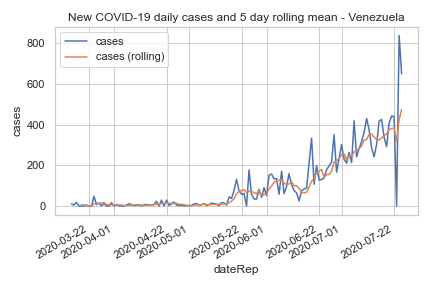 New COVID-19 daily cases and 5 day rolling mean - Venezuela
cases
cases (rolling)
800
600
400
200
0
cases
2020-03-22
2020-04-01
2020-04-22
2020-05-01
2020-05-22
2020-06-01
2020-06-22
2020-07-01
2020-07-22
dateRep